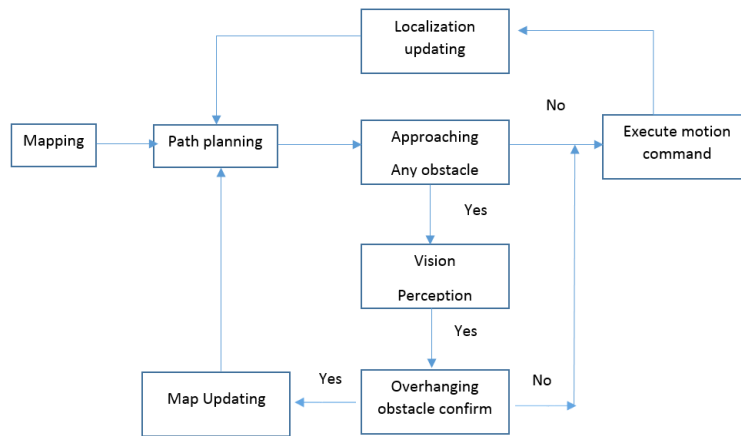 Localization
updating
No
Mapping
Path planning
Approaching
Any obstacle
Execute motion
command
Yes
Vision
Perception
Yes
Map Updating
Yes
Overhanging
obstacle confirm
No